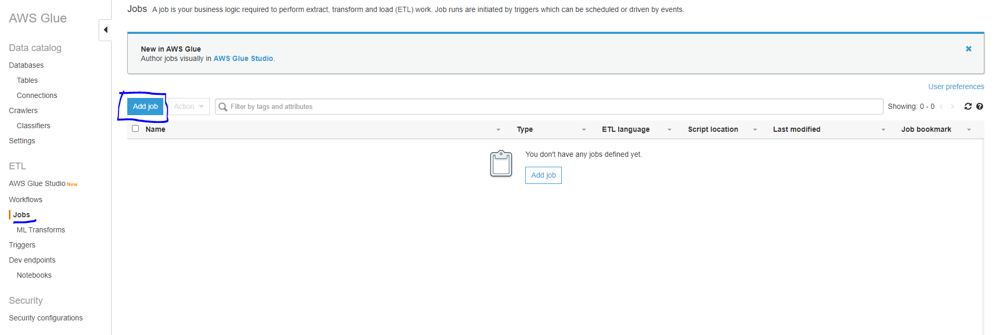 AWS Glue
Data catalog
Databases
Tables
Connections
Crawlers
Classifiers
Settings
ETL
AWS Glue Studio New
Workflows
Jobs
ML Transforms
Triggers
Dev endpoints
Notebooks
Security
Security configurations
Jobs A job is your business logic required to perform extract, transform and load (ETL) work. Job runs are initiated by triggers which can be scheduled or driven by events.
New in AWS Glue
Author jobs visually in AWS Glue Studio.
User preferences
Add job Action Filter by tags and attributes Showing: 0 - 0
Name Type ETL language Script location Last modified Job bookmark
You don't have any jobs defined yet.
Add job